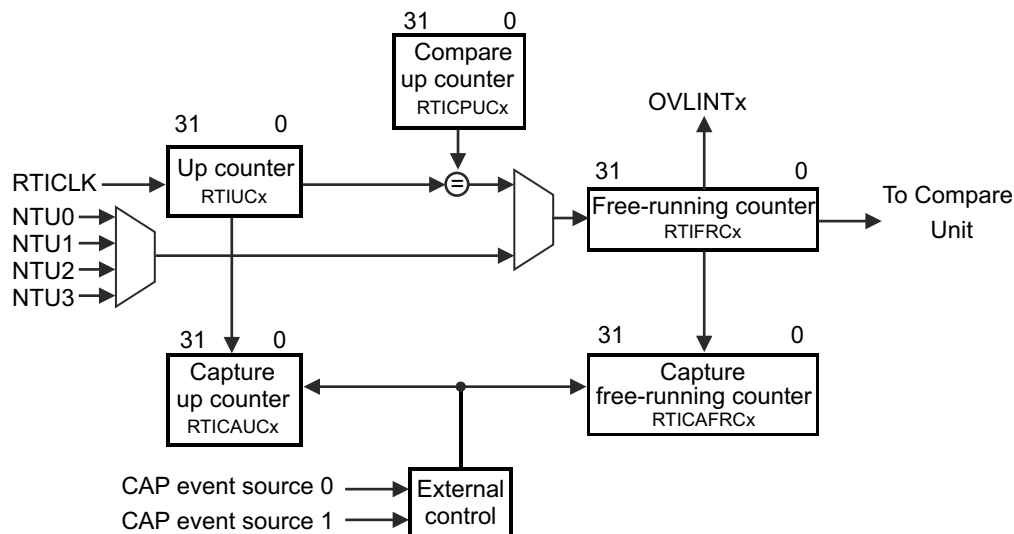 31 0
Compare
up counter
RTICPUCx
OVLINTx
31 0
Up counter
RTIUCx
RTICLK
=
31 0
Free-running counter
RTIFRCx
To Compare
Unit
NTU0
NTU1
NTU2
NTU3
31 0
Capture
up counter
RTICAUCx
31 0
Capture
free-running counter
RTICAFRCx
CAP event source 0
CAP event source 1
External
control